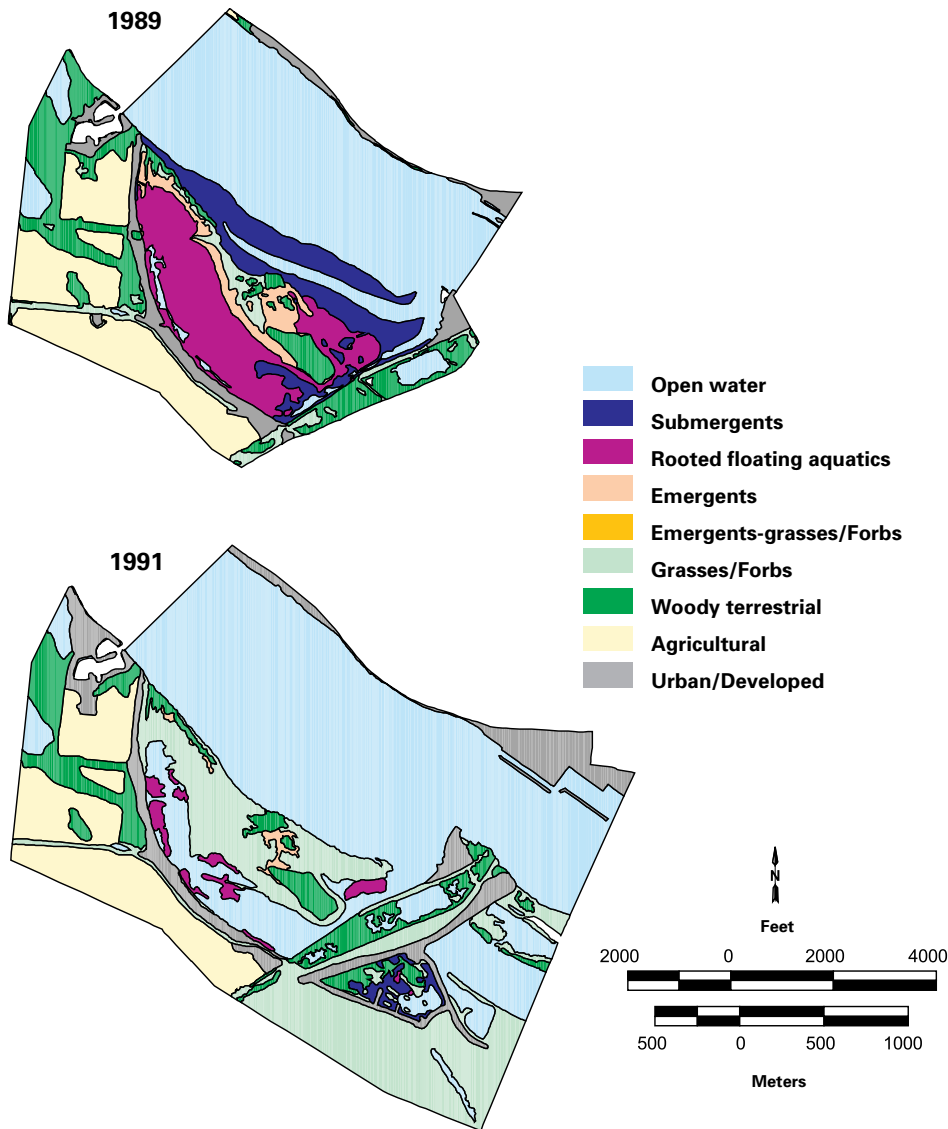 1989
Open water
Submergents
Rooted floating aquatics
Emergents
Emergents-grasses/Forbs
Grasses/Forbs
Woody terrestrial
Agricultural
Urban/Developed
1991
N
Feet
2000 0 2000 4000
500 0 500 1000
Meters